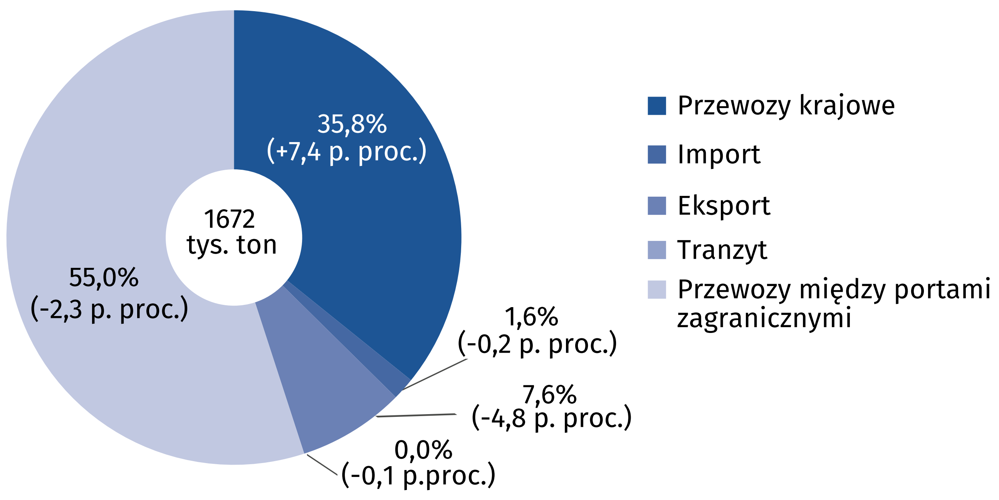 35,8%
(+7,4 p. proc.)
1672
tys. ton
55,0%
(-2,3 p. proc.)
1,6%
(-0,2 p. proc.)
7,6%
(-4,8 p. proc.)
0,0%
(-0,1 p.proc.)
Przewozy krajowe
Import
Eksport
Tranzyt
Przewozy między portami
zagranicznymi